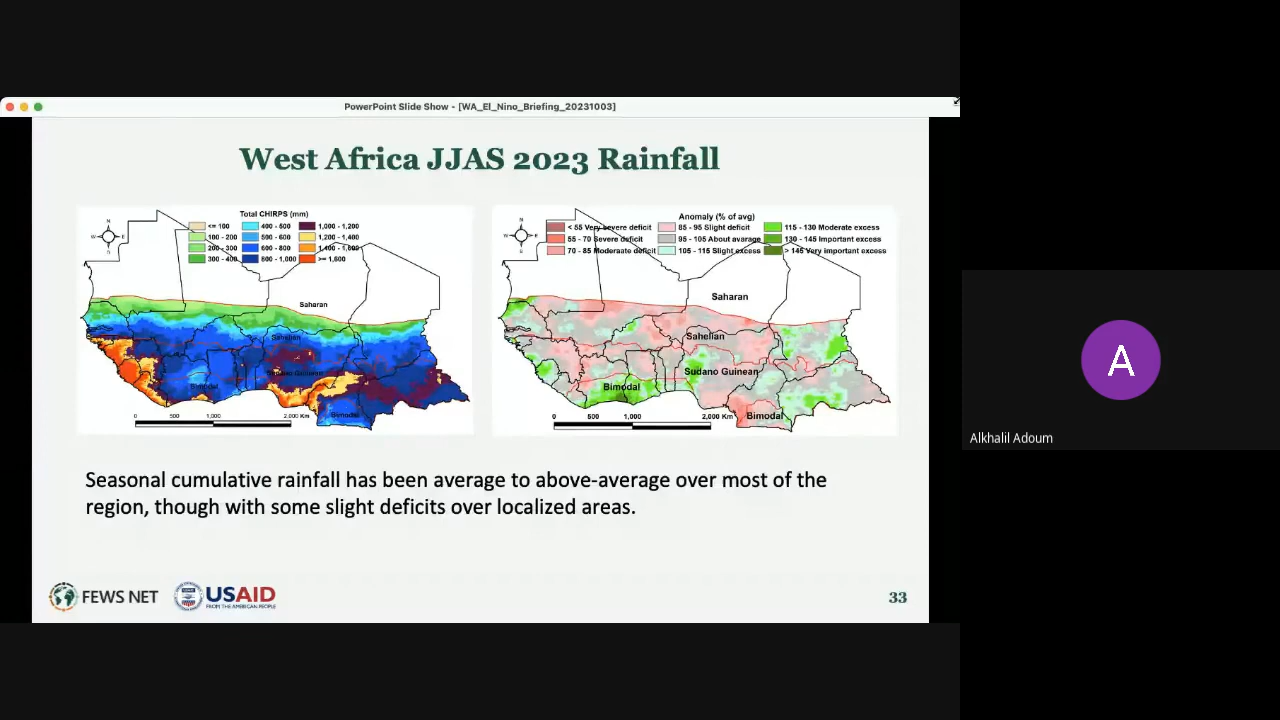 PowerPoint Slide Show - [WA_El_Nino_Briefing_20231003]
West Africa JJAS 2023 Rainfall
Total CHIRPS (mm)
<= 100
400 - 500
1,000 - 1,200
100 - 200
500 - 600
1,200 - 1,400
200 - 300
600 - 800
1,400 - 1,600
300 - 400
800 - 1,000
>= 1,600
N
W
E
S
Saharan
Sahelian
Sudano Guinean
Bimodal
Bimodal
0
500
1,000
2,000 Km
Anomaly (% of avg)
< 55 Very severe deficit
85 - 95 Slight deficit
115 - 130 Moderate excess
55 - 70 Severe deficit
95 - 105 About average
130 - 145 Important excess
70 - 85 Moderate deficit
105 - 115 Slight excess
> 145 Very important excess
N
W
E
S
Saharan
Sahelian
Sudano Guinean
Bimodal
Bimodal
0
500
1,000
2,000 Km
Seasonal cumulative rainfall has been average to above-average over most of the
region, though with some slight deficits over localized areas.
FEWS NET
USAID
FROM THE AMERICAN PEOPLE
33
A
Alkhalil Adoum